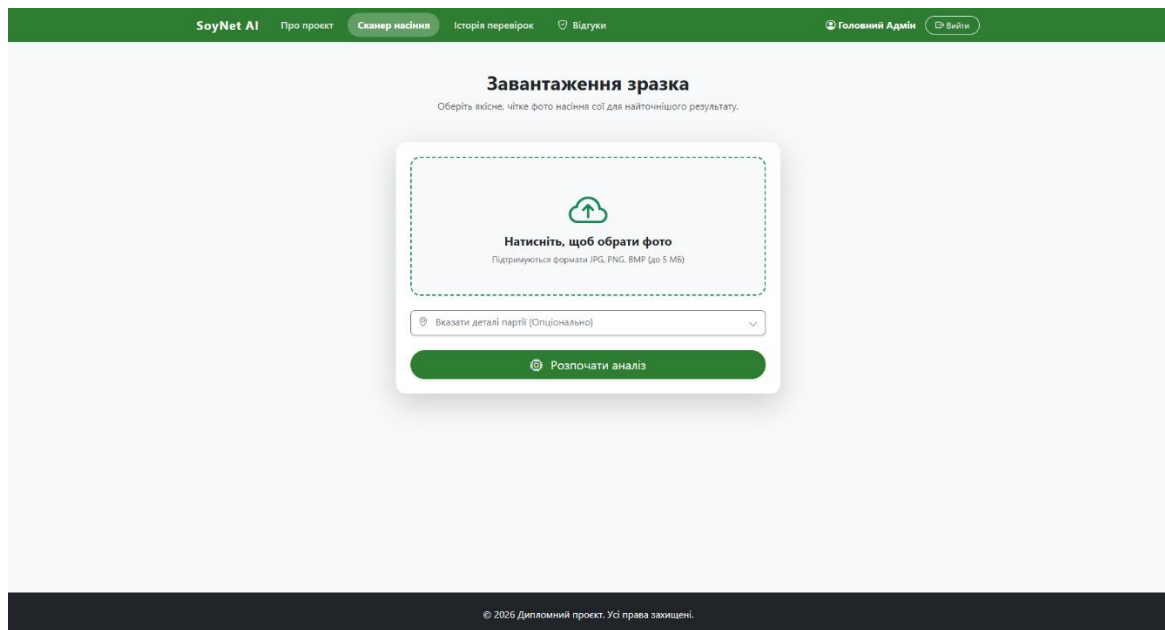 SoyNet AI Про проєкт Сканер насіння Історія перевірок Відгуки Головний Адмін Вийти
Завантаження зразка
Оберіть якісне, чітке фото насіння сої для найточнішого результату.
Натисніть, щоб обрати фото
Підтримуються формати JPG, PNG, BMP (до 5 МБ)
Вказати деталі партії (Опціонально)
Розпочати аналіз
© 2026 Дипломний проєкт. Усі права захищені.